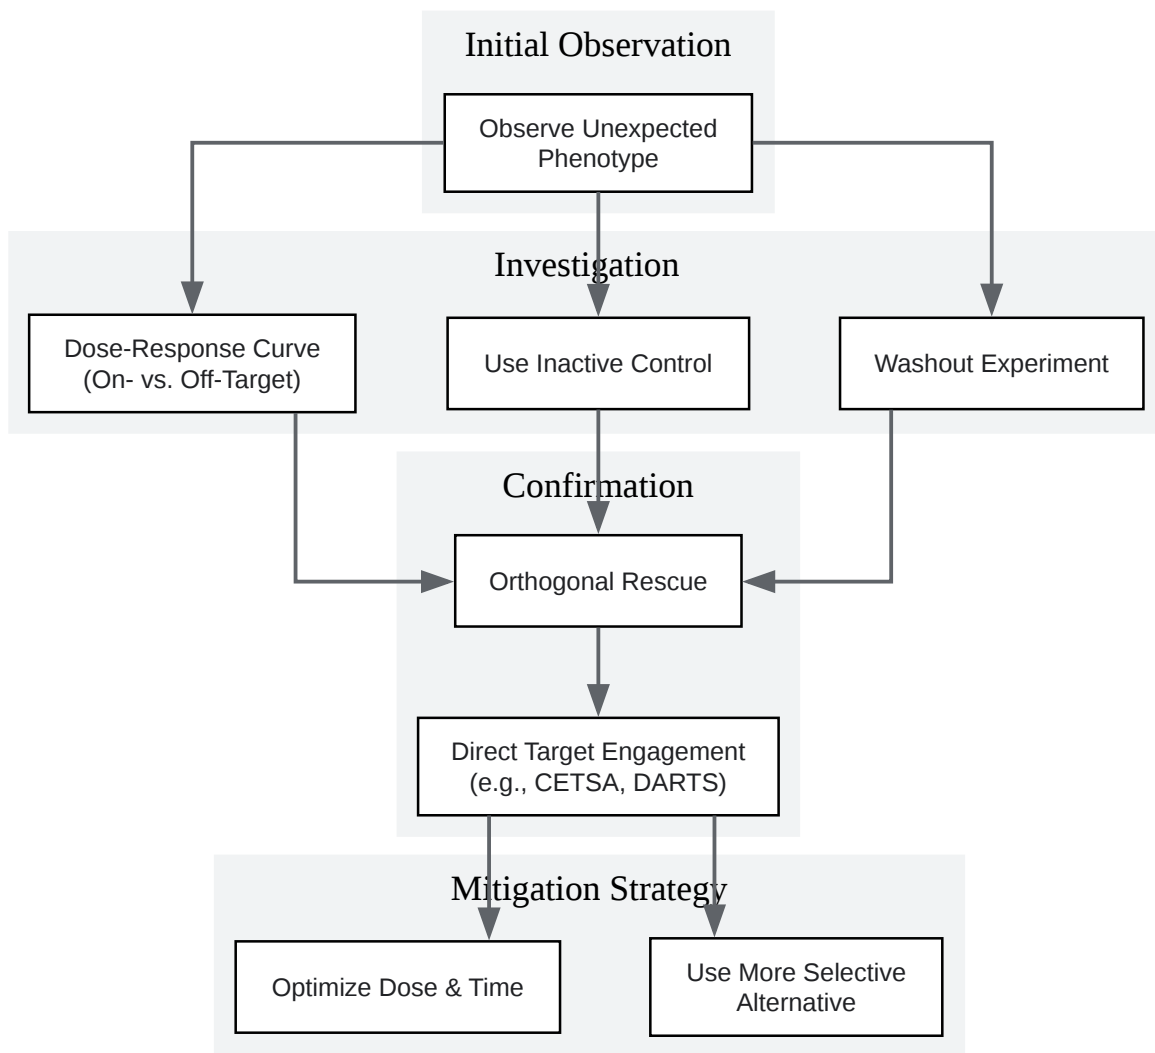 Initial Observation
Observe Unexpected
Phenotype
Investigation
Dose-Response Curve
(On- vs. Off-Target)
Use Inactive Control
Washout Experiment
Confirmation
Orthogonal Rescue
Direct Target Engagement
(e.g., CETSA, DARTS)
Mitigation Strategy
Optimize Dose & Time
Use More Selective
Alternative